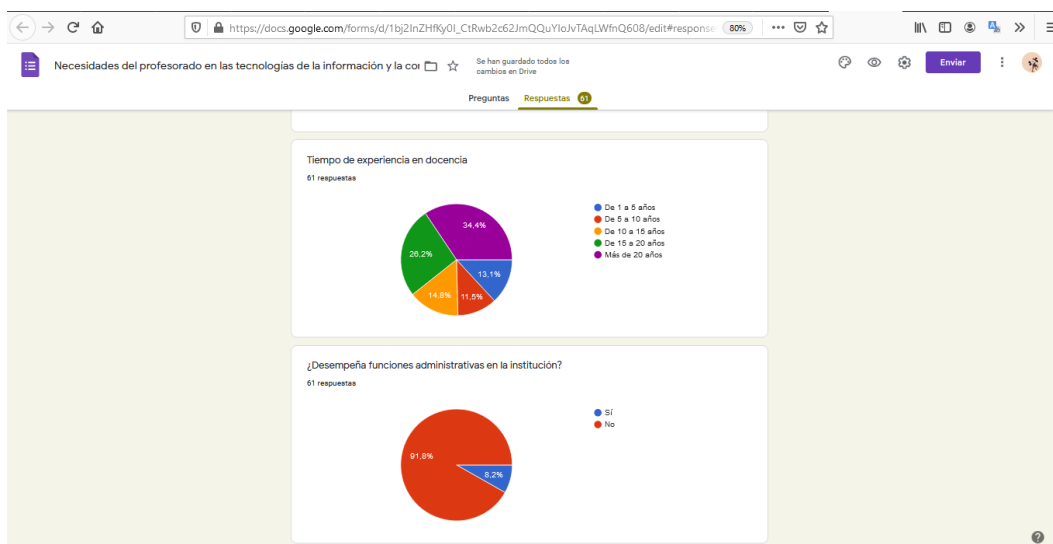 https://docs.google.com/forms/d/1bj2InZHfKy0I_CtRwb2c62JmQQuYIoJvTAqLWfnQ608/edit#response
80%
Necesidades del profesorado en las tecnologías de la información y la cor
Se han guardado todos los
cambios en Drive
Enviar
Preguntas Respuestas 61
Tiempo de experiencia en docencia
61 respuestas
34,4%
26,2%
13,1%
14,8%
11,5%
De 1 a 5 años
De 5 a 10 años
De 10 a 15 años
De 15 a 20 años
Más de 20 años
¿Desempeña funciones administrativas en la institución?
61 respuestas
91,8%
8,2%
Sí
No